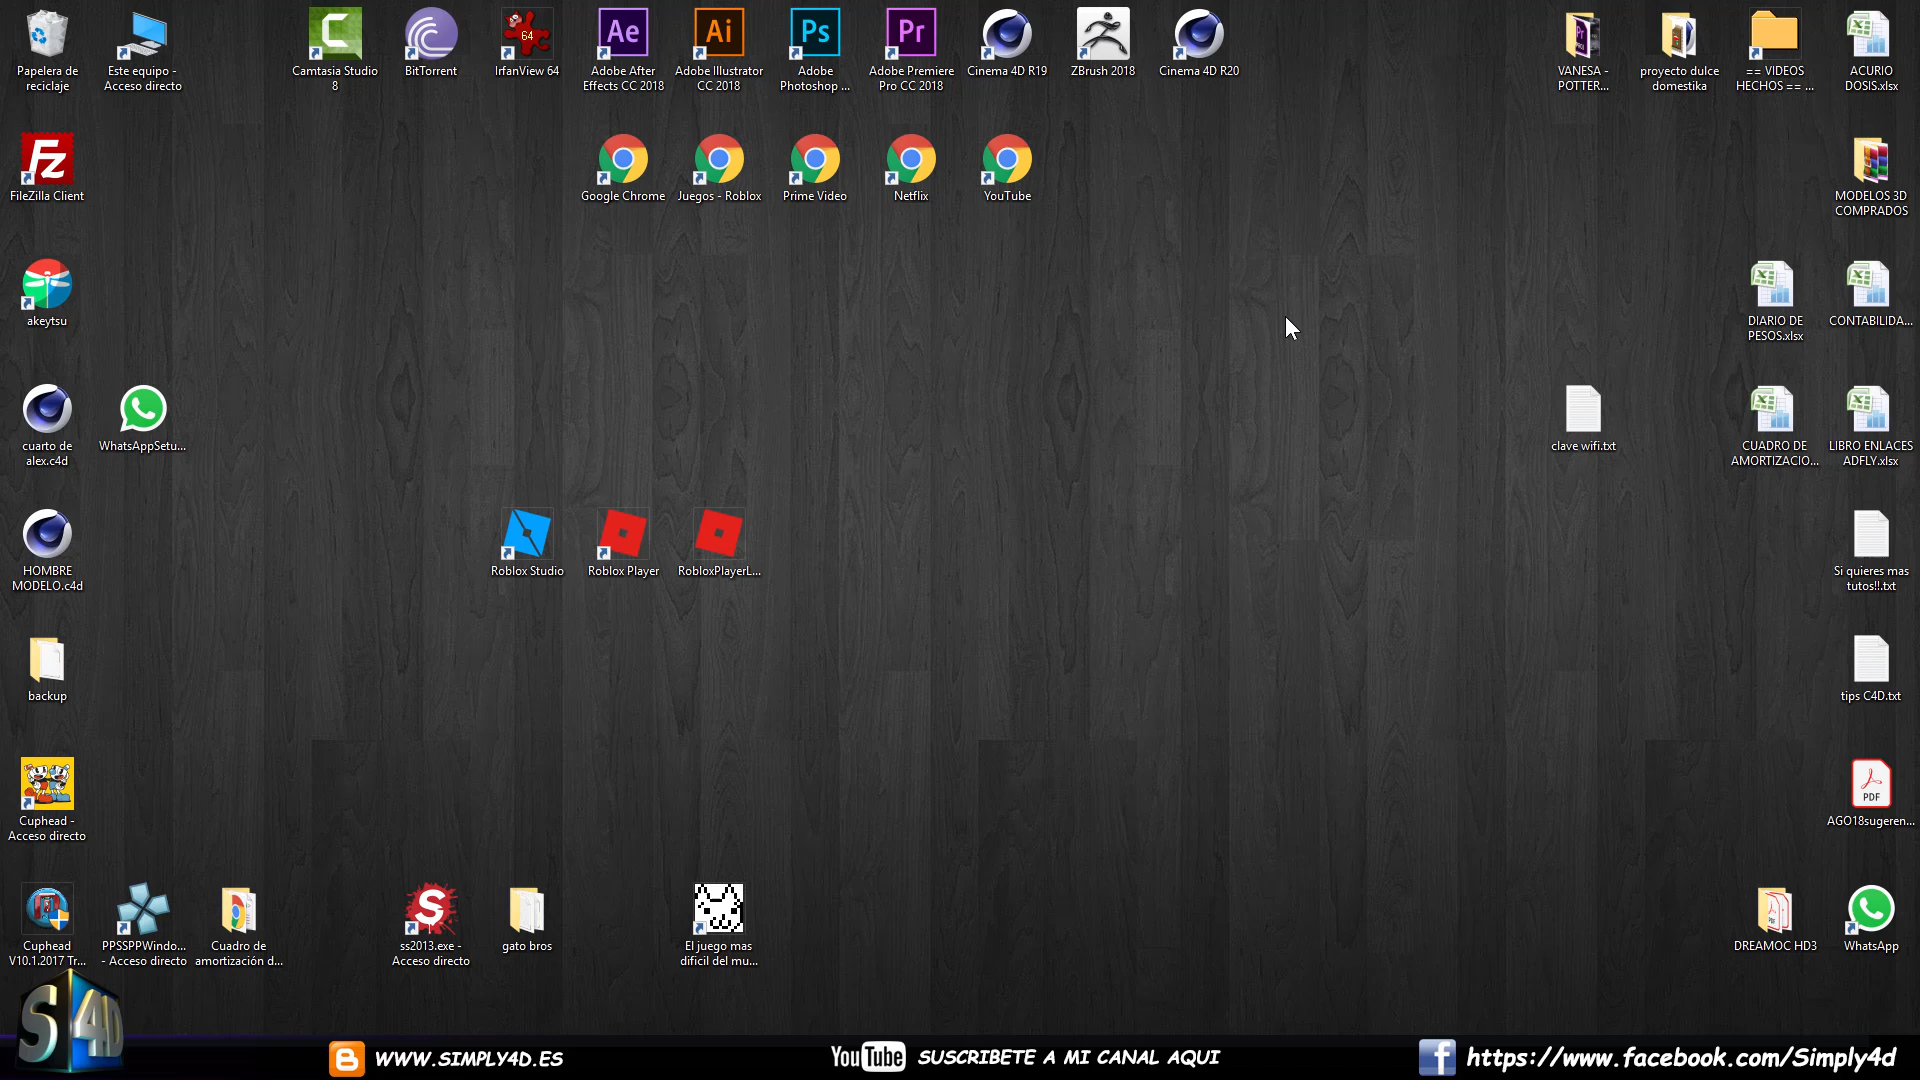 Papelera de
reciclaje
Este equipo -
Acceso directo
Camtasia Studio
8
BitTorrent
64
IrfanView 64
Ae
Adobe After
Effects CC 2018
Ai
Adobe Illustrator
CC 2018
Ps
Adobe
Photoshop ...
Pr
Adobe Premiere
Pro CC 2018
Cinema 4D R19
ZBrush 2018
Cinema 4D R20
VANESA -
POTTER...
proyecto dulce
domestika
== VIDEOS
HECHOS == ...
ACURIO
DOSIS.xlsx
Fz
FileZilla Client
Google Chrome
Juegos - Roblox
Prime Video
Netflix
YouTube
MODELOS 3D
COMPRADOS
akeytsu
DIARIO DE
PESOS.xlsx
CONTABILIDA...
cuarto de
alex.c4d
WhatsAppSetu...
clave wifi.txt
CUADRO DE
AMORTIZACIO...
LIBRO ENLACES
ADFLY.xlsx
HOMBRE
MODELO.c4d
Roblox Studio
Roblox Player
RobloxPlayerL...
Si quieres mas
tutos!!.txt
backup
tips C4D.txt
Cuphead -
Acceso directo
PDF
AGO18sugeren...
Cuphead
V10.1.2017 Tr...
PPSSPPWindo...
- Acceso directo
Cuadro de
amortización d...
S
ss2013.exe -
Acceso directo
gato bros
El juego mas
dificil del mu...
DREAMOC HD3
WhatsApp
S4D
WWW.SIMPLY4D.ES
YouTube
SUSCRIBETE A MI CANAL AQUI
f
https://www.facebook.com/Simply4d